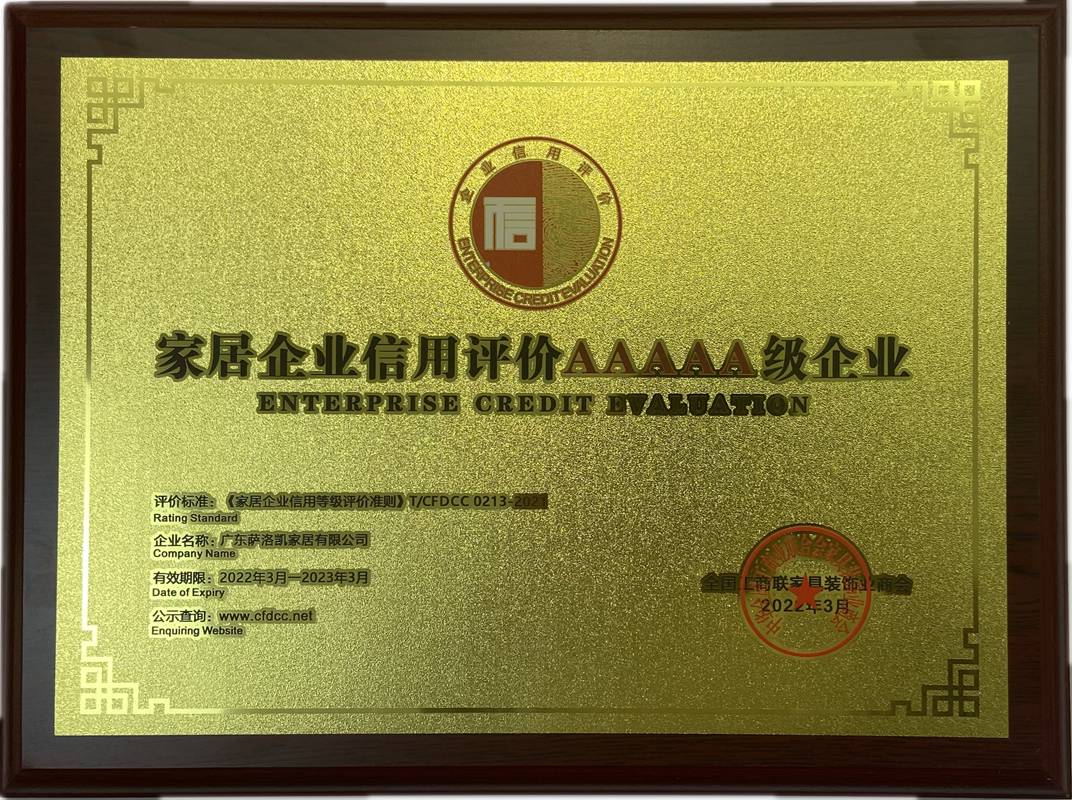 企业信用评价
信
ENTERPRISE CREDIT EVALUATION
家居企业信用评价AAAAA级企业
ENTERPRISE CREDIT EVALUATION
评价标准:《家居企业信用等级评价准则》T/CFDCC 0213-2021
Rating Standard
企业名称:广东萨洛凯家居有限公司
Company Name
有效期限:2022年3月—2023年3月
Date of Expiry
公示查询:www.cfdcc.net
Enquiring Website
全国工商联家具装饰业商会
2022年3月